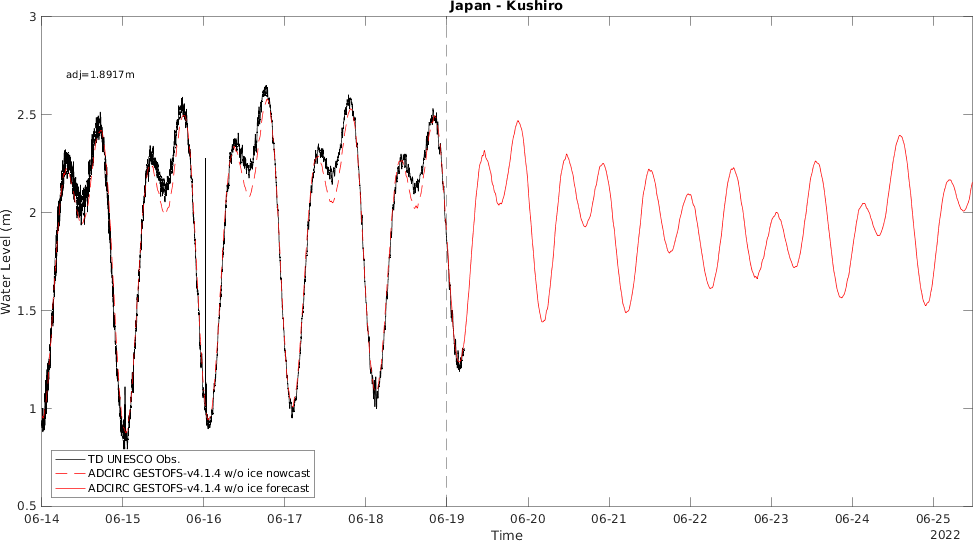 Japan - Kushiro
adj=1.8917m
Water Level (m)
3
2.5
2
1.5
1
0.5
TD UNESCO Obs.
ADCIRC GESTOFS-v4.1.4 w/o ice nowcast
ADCIRC GESTOFS-v4.1.4 w/o ice forecast
06-14 06-15 06-16 06-17 06-18 06-19 06-20 06-21 06-22 06-23 06-24 06-25
Time
2022